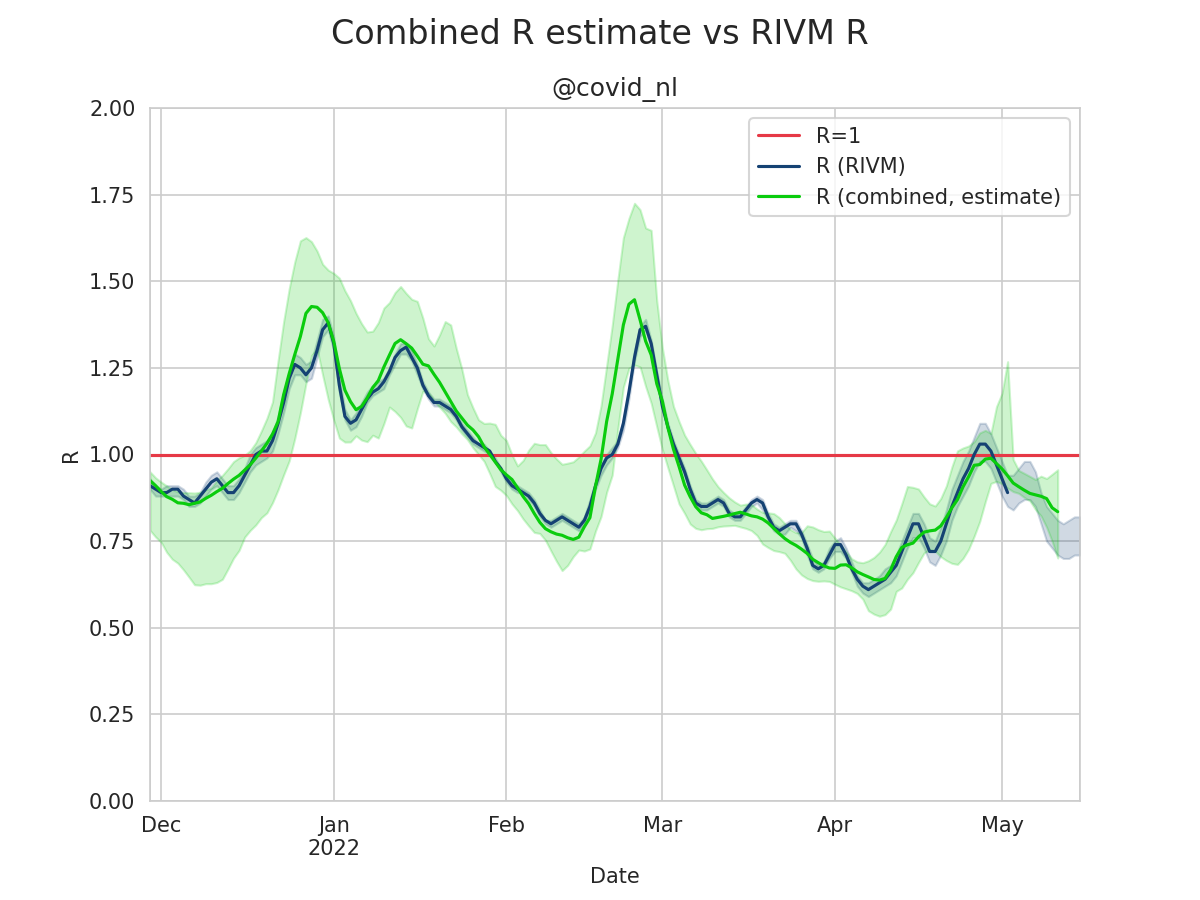 Combined R estimate vs RIVM R
@covid_nl
2.00
1.75
1.50
1.25
1.00
0.75
0.50
0.25
0.00
R
R=1
R (RIVM)
R (combined, estimate)
Dec
Jan
2022
Feb
Mar
Apr
May
Date